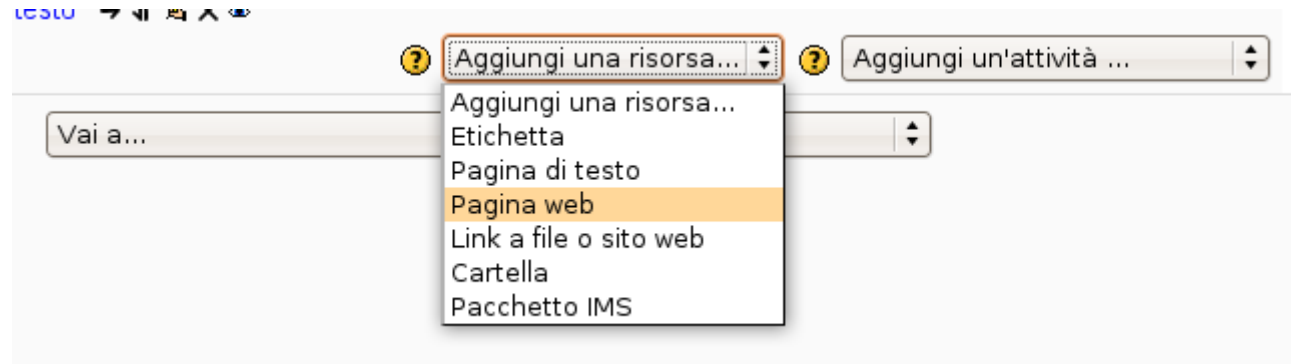 testo
Aggiungi una risorsa... Aggiungi un'attività ...
Aggiungi una risorsa...
Vai a...
Etichetta
Pagina di testo
Pagina web
Link a file o sito web
Cartella
Pacchetto IMS